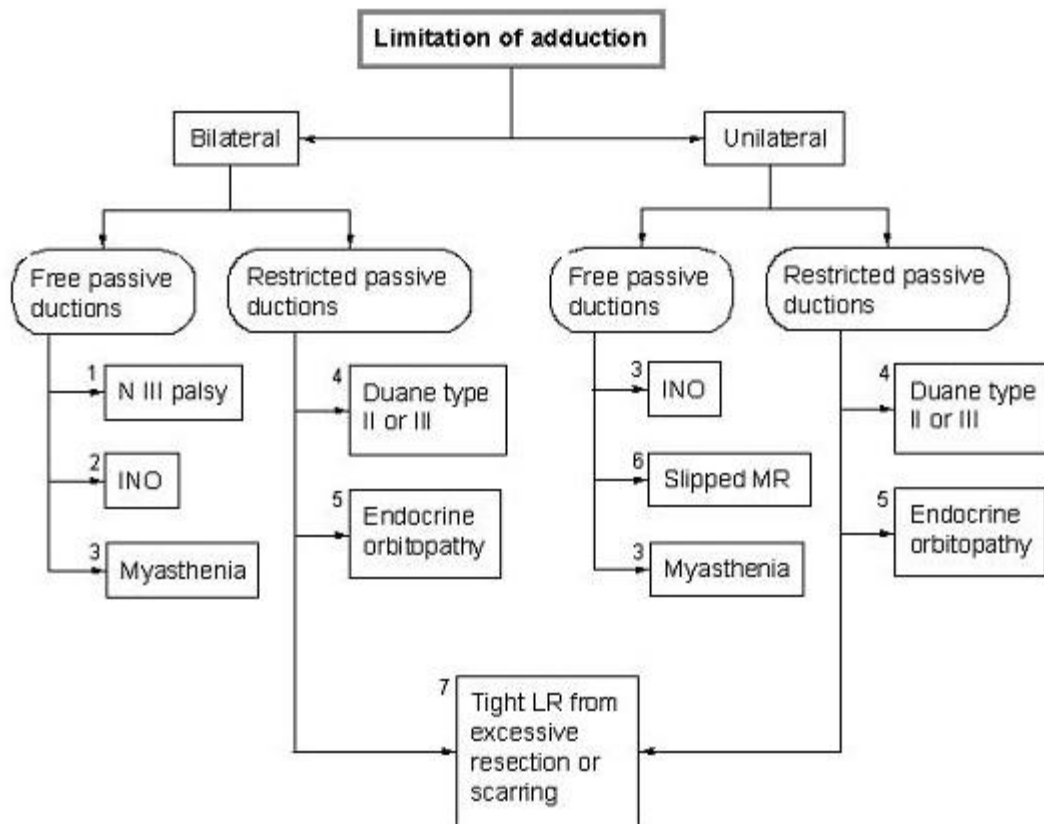 Limitation of adduction
Bilateral
Unilateral
Free passive
ductions
Restricted passive
ductions
Free passive
ductions
Restricted passive
ductions
1
N III palsy
2
INO
3
Myasthenia
4
Duane type
II or III
5
Endocrine
orbitopathy
3
INO
6
Slipped MR
3
Myasthenia
4
Duane type
II or III
5
Endocrine
orbitopathy
7
Tight LR from
excessive
resection or
scarring